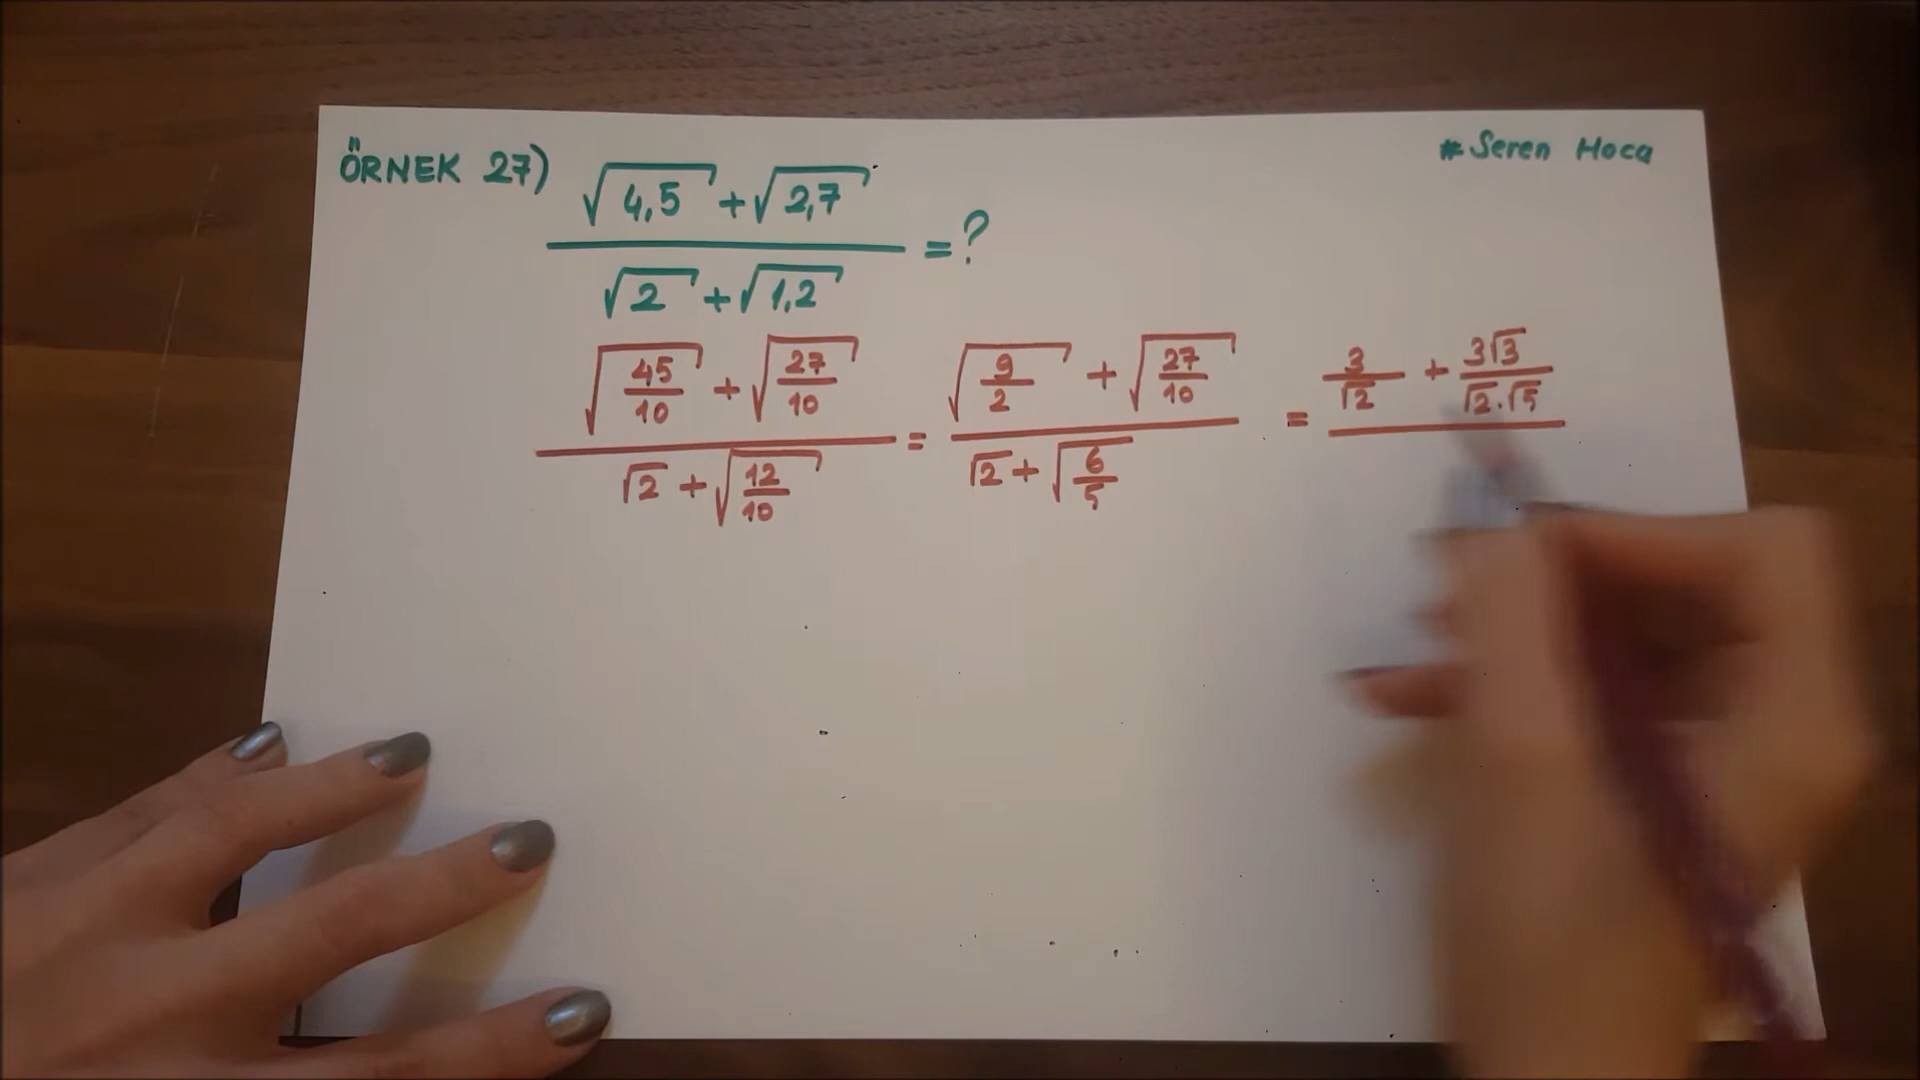 ÖRNEK 27) (√4,5 + √2,7) / (√2 + √1,2) = ?
# Seren Hoca
(√(45/10) + √(27/10)) / (√2 + √(12/10)) = (√(9/2) + √(27/10)) / (√2 + √(6/5)) = 3/√2 + 3√3/(√2.√5)